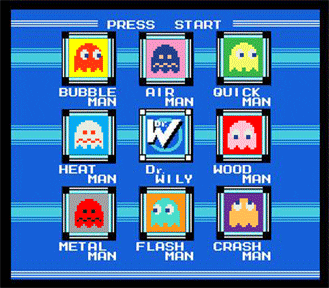 PRESS START
BUBBLE MAN
AIR MAN
QUICK MAN
HEAT MAN
Dr. W
Dr. WILY
WOOD MAN
METAL MAN
FLASH MAN
CRASH MAN